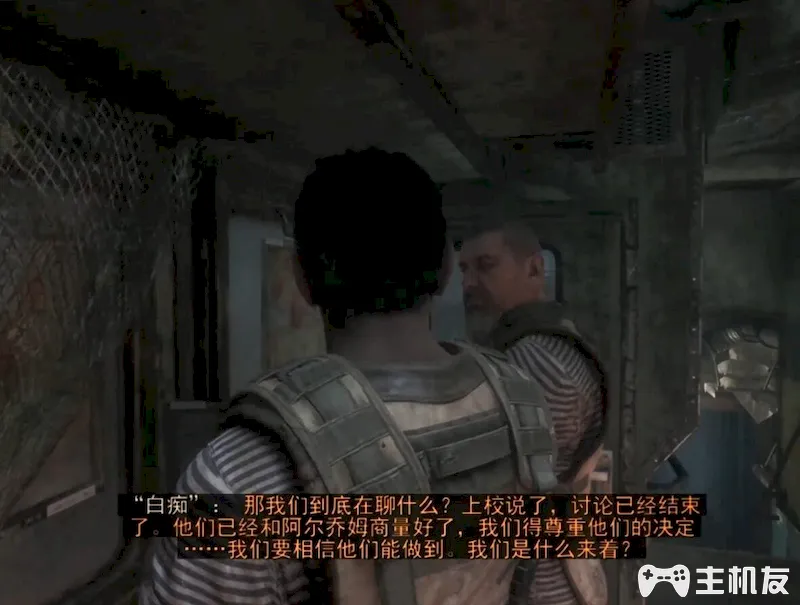 “白痴”： 那我们到底在聊什么？上校说了，讨论已经结束
了。他们已经和阿尔乔姆商量好了，我们得尊重他们的决定
……我们要相信他们能做到。我们是什么来着？
主机友